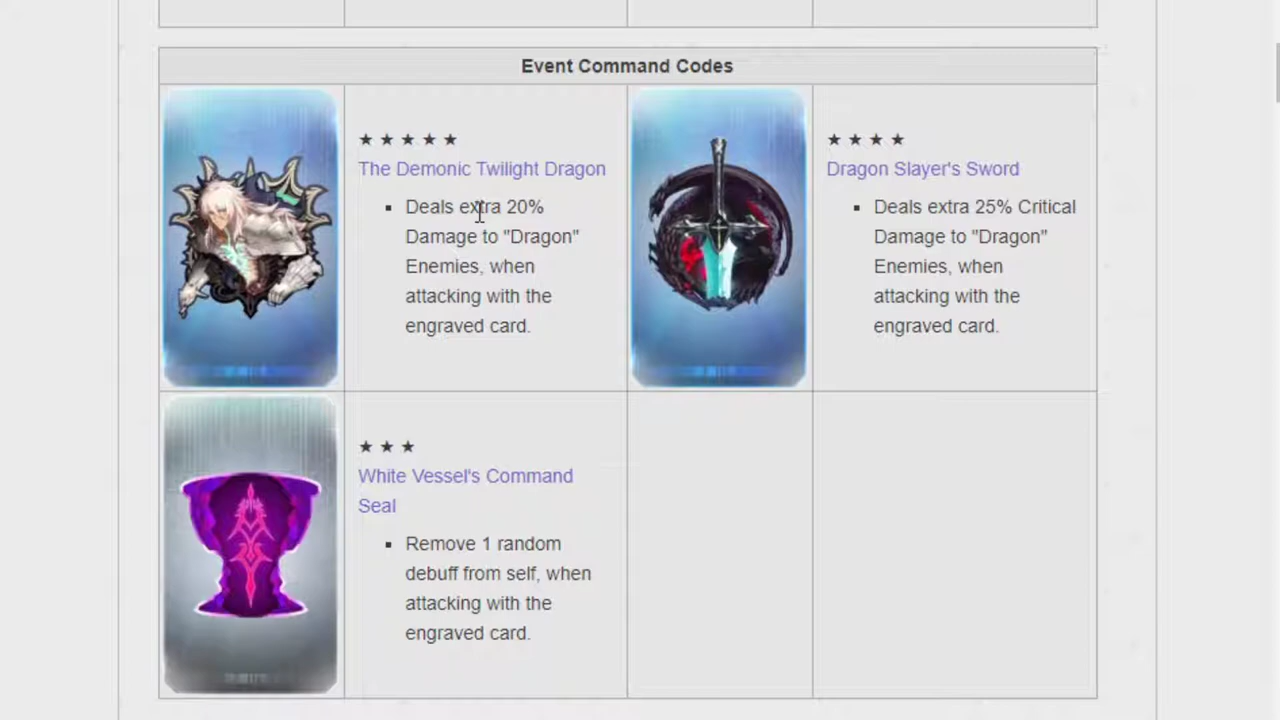 Event Command Codes
★ ★ ★ ★ ★
The Demonic Twilight Dragon
▪ Deals extra 20%
Damage to "Dragon"
Enemies, when
attacking with the
engraved card.
★ ★ ★ ★
Dragon Slayer's Sword
▪ Deals extra 25% Critical
Damage to "Dragon"
Enemies, when
attacking with the
engraved card.
★ ★ ★
White Vessel's Command
Seal
▪ Remove 1 random
debuff from self, when
attacking with the
engraved card.